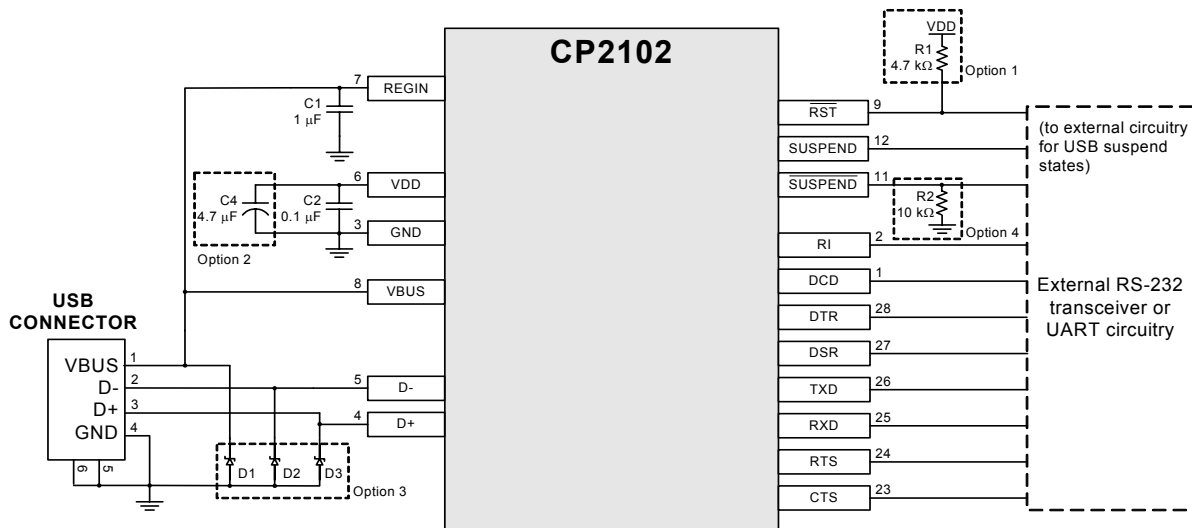 CP2102
7
REGIN
C1
1 μF
6
VDD
C4
4.7 μF
C2
0.1 μF
3
GND
Option 2
8
VBUS
USB
CONNECTOR
VBUS
1
D-
2
D+
3
GND
4
6
5
5
D-
4
D+
D1
D2
D3
Option 3
VDD
R1
4.7 kΩ
Option 1
RST
9
SUSPEND
12
SUSPEND
11
R2
10 kΩ
Option 4
RI
2
DCD
1
DTR
28
DSR
27
TXD
26
RXD
25
RTS
24
CTS
23
(to external circuitry
for USB suspend
states)
External RS-232
transceiver or
UART circuitry